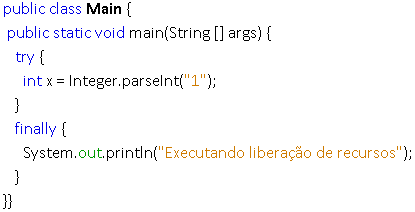 public class Main {
public static void main(String [] args) {
try {
int x = Integer.parseInt("1");
}
finally {
System.out.println("Executando liberação de recursos");
}
}}